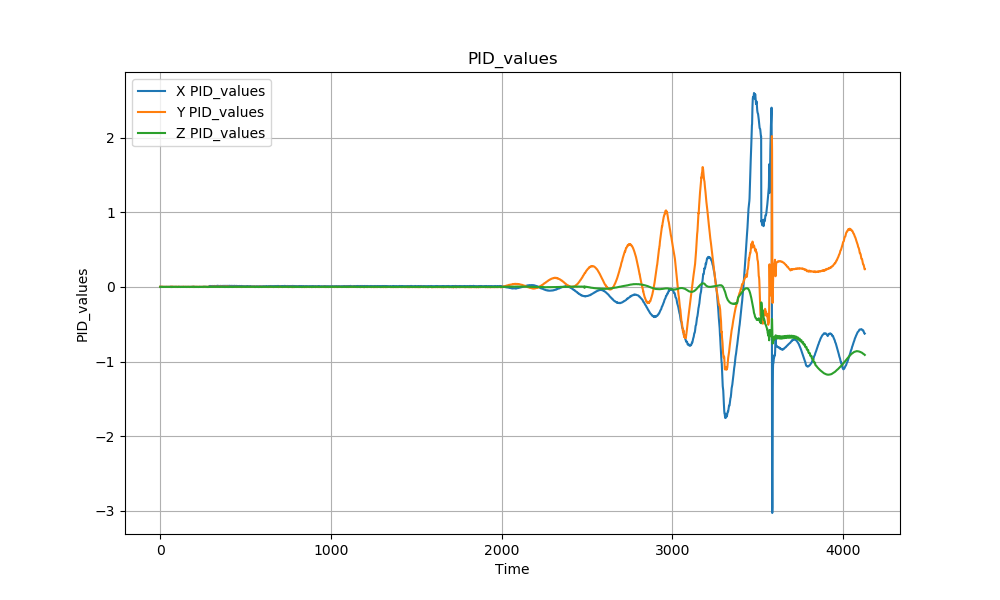 PID_values
X PID_values
Y PID_values
Z PID_values
2
1
0
−1
−2
−3
PID_values
0
1000
2000
3000
4000
Time